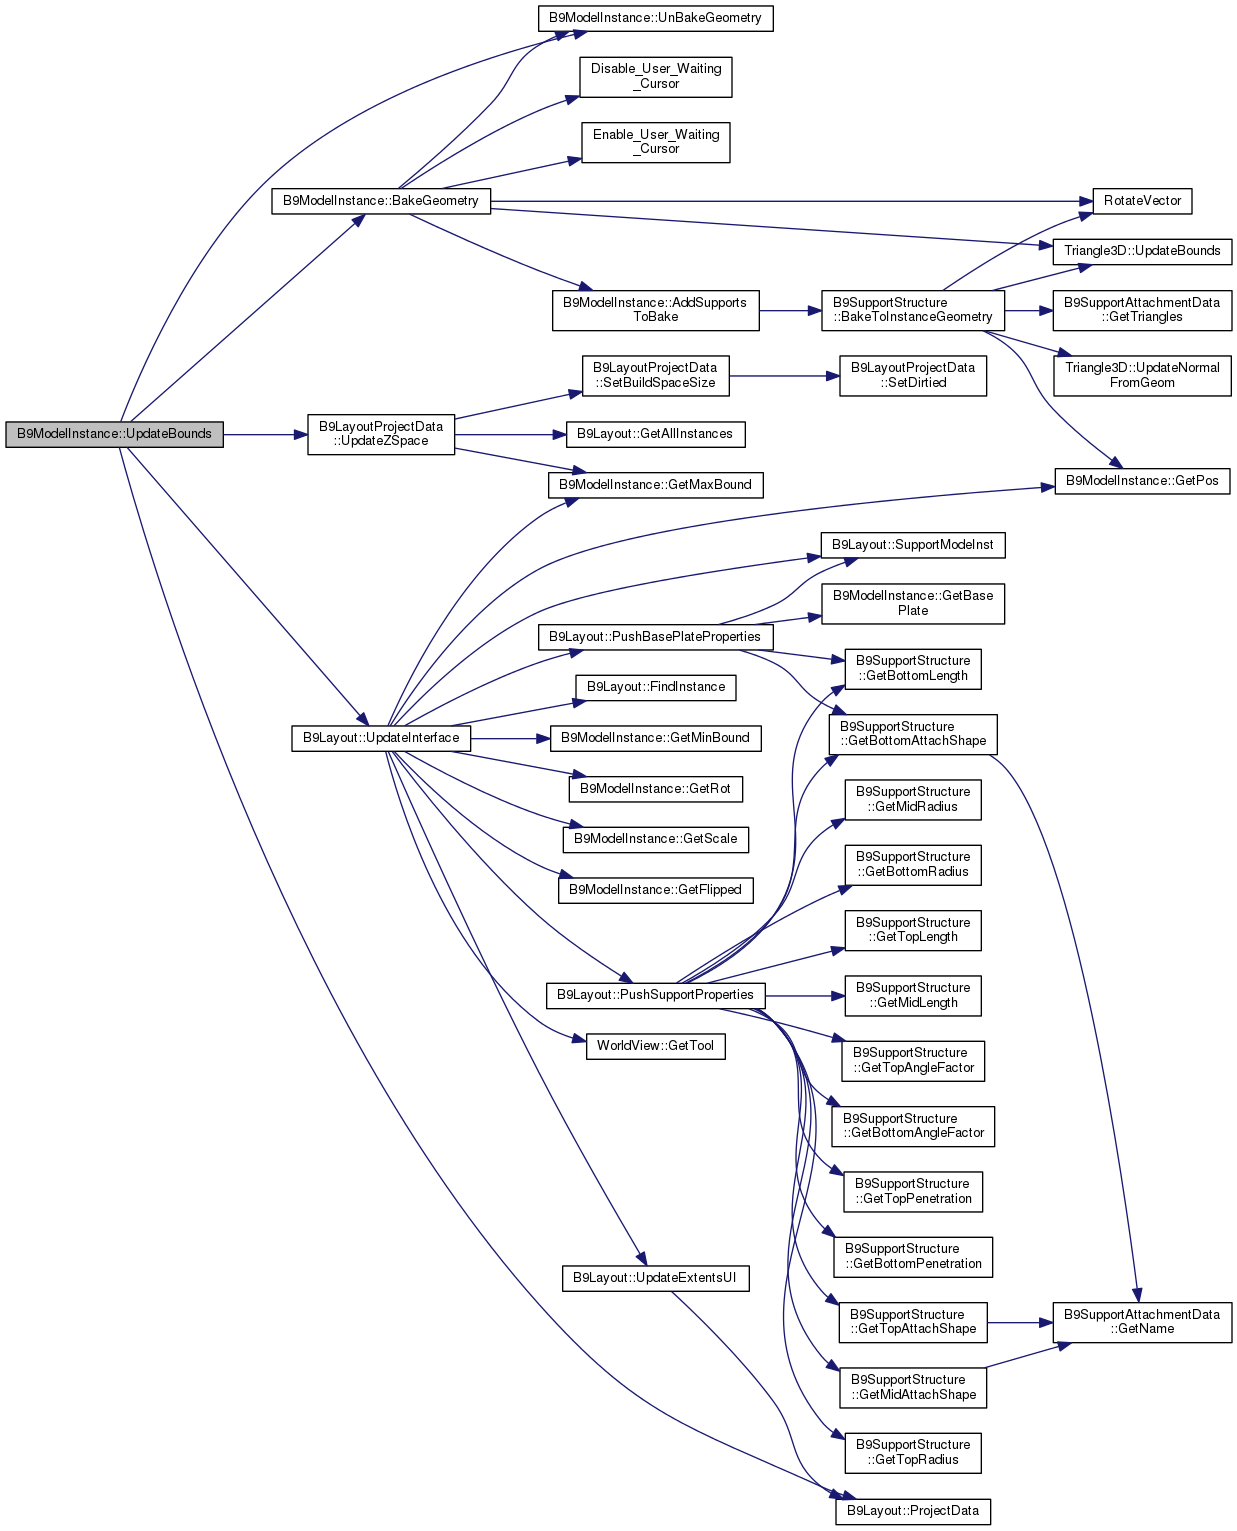 B9ModelInstance::UnBakeGeometry
Disable_User_Waiting
_Cursor
Enable_User_Waiting
_Cursor
B9ModelInstance::BakeGeometry
RotateVector
Triangle3D::UpdateBounds
B9ModelInstance::AddSupports
ToBake
B9SupportStructure
::BakeToInstanceGeometry
B9SupportAttachmentData
::GetTriangles
B9LayoutProjectData
::SetBuildSpaceSize
B9LayoutProjectData
::SetDirtied
Triangle3D::UpdateNormal
FromGeom
B9ModelInstance::UpdateBounds
B9LayoutProjectData
::UpdateZSpace
B9Layout::GetAllInstances
B9ModelInstance::GetMaxBound
B9ModelInstance::GetPos
B9Layout::SupportModeInst
B9ModelInstance::GetBase
Plate
B9Layout::PushBasePlateProperties
B9SupportStructure
::GetBottomLength
B9Layout::FindInstance
B9SupportStructure
::GetBottomAttachShape
B9Layout::UpdateInterface
B9ModelInstance::GetMinBound
B9ModelInstance::GetRot
B9SupportStructure
::GetMidRadius
B9ModelInstance::GetScale
B9SupportStructure
::GetBottomRadius
B9ModelInstance::GetFlipped
B9SupportStructure
::GetTopLength
B9Layout::PushSupportProperties
B9SupportStructure
::GetMidLength
WorldView::GetTool
B9SupportStructure
::GetTopAngleFactor
B9SupportStructure
::GetBottomAngleFactor
B9SupportStructure
::GetTopPenetration
B9SupportStructure
::GetBottomPenetration
B9Layout::UpdateExtentsUI
B9SupportStructure
::GetTopAttachShape
B9SupportAttachmentData
::GetName
B9SupportStructure
::GetMidAttachShape
B9SupportStructure
::GetTopRadius
B9Layout::ProjectData